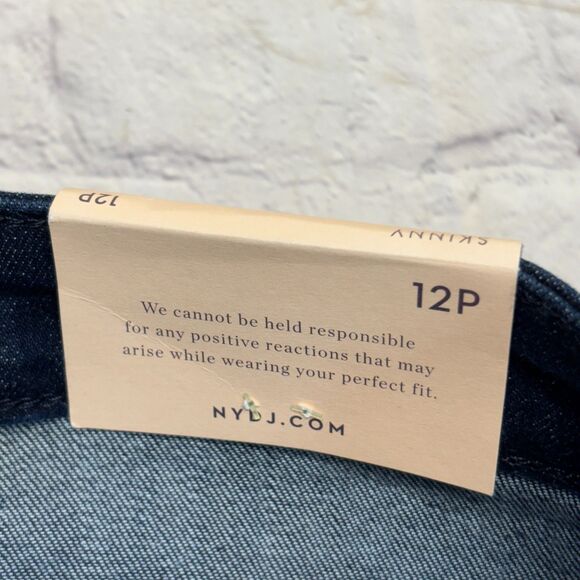 12P
SKINNY
12P
We cannot be held responsible
for any positive reactions that may
arise while wearing your perfect fit.
NYDJ.COM